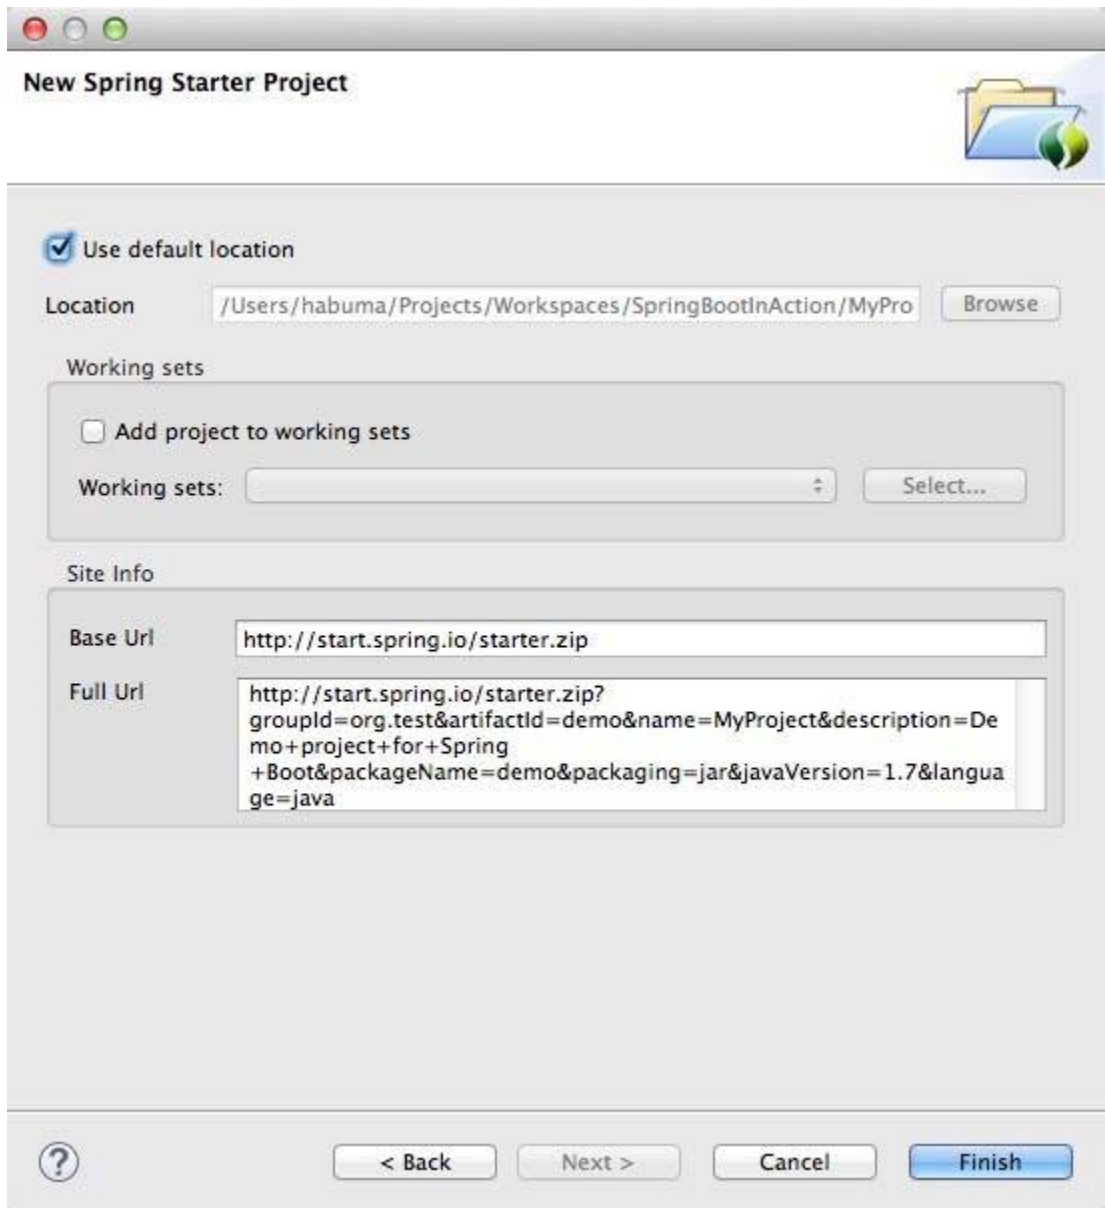 New Spring Starter Project
Use default location
Location /Users/habuma/Projects/Workspaces/SpringBootInAction/MyPro Browse
Working sets
Add project to working sets
Working sets: Select...
Site Info
Base Url http://start.spring.io/starter.zip
Full Url http://start.spring.io/starter.zip?
groupId=org.test&artifactId=demo&name=MyProject&description=De
mo+project+for+Spring
+Boot&packageName=demo&packaging=jar&javaVersion=1.7&langua
ge=java
? < Back Next > Cancel Finish